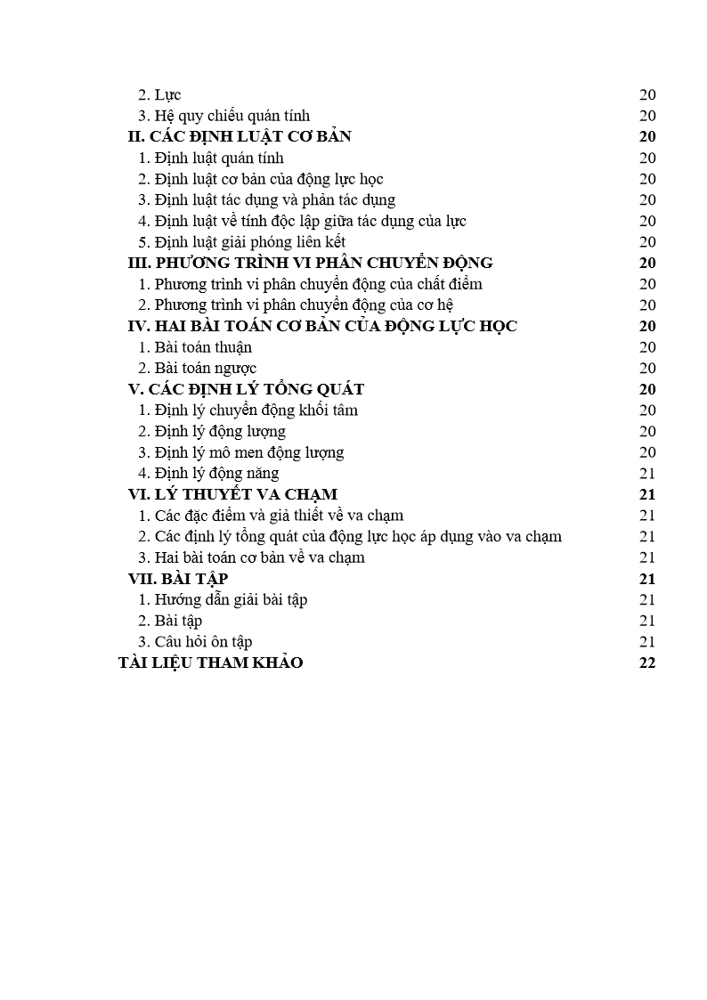 2. Lực 20
3. Hệ quy chiếu quán tính 20
II. CÁC ĐỊNH LUẬT CƠ BẢN 20
1. Định luật quán tính 20
2. Định luật cơ bản của động lực học 20
3. Định luật tác dụng và phản tác dụng 20
4. Định luật về tính độc lập giữa tác dụng của lực 20
5. Định luật giải phóng liên kết 20
III. PHƯƠNG TRÌNH VI PHÂN CHUYỂN ĐỘNG 20
1. Phương trình vi phân chuyển động của chất điểm 20
2. Phương trình vi phân chuyển động của cơ hệ 20
IV. HAI BÀI TOÁN CƠ BẢN CỦA ĐỘNG LỰC HỌC 20
1. Bài toán thuận 20
2. Bài toán ngược 20
V. CÁC ĐỊNH LÝ TỔNG QUÁT 20
1. Định lý chuyển động khối tâm 20
2. Định lý động lượng 20
3. Định lý mô men động lượng 20
4. Định lý động năng 21
VI. LÝ THUYẾT VA CHẠM 21
1. Các đặc điểm và giả thiết về va chạm 21
2. Các định lý tổng quát của động lực học áp dụng vào va chạm 21
3. Hai bài toán cơ bản về va chạm 21
VII. BÀI TẬP 21
1. Hướng dẫn giải bài tập 21
2. Bài tập 21
3. Câu hỏi ôn tập 21
TÀI LIỆU THAM KHẢO 22